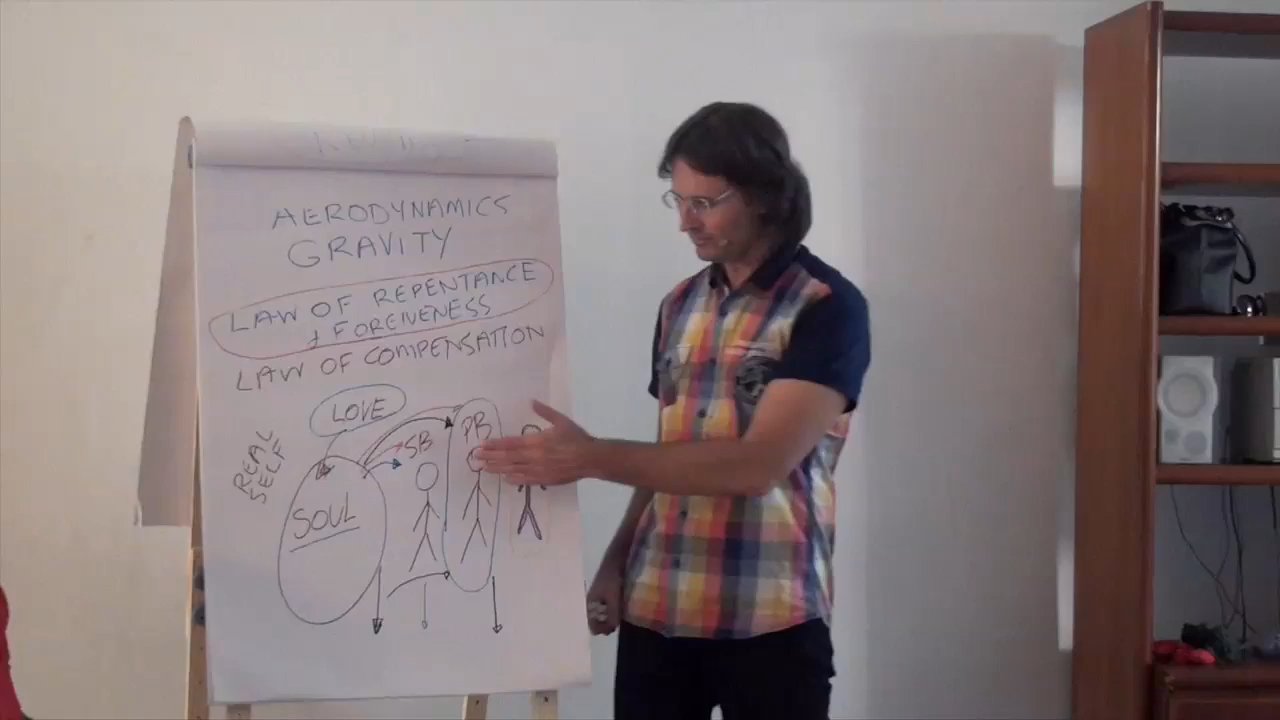 AERODYNAMICS
GRAVITY
LAW OF REPENTANCE
+ FORGIVENESS
LAW OF COMPENSATION
LOVE
REAL
SELF
SB
PB
SOUL